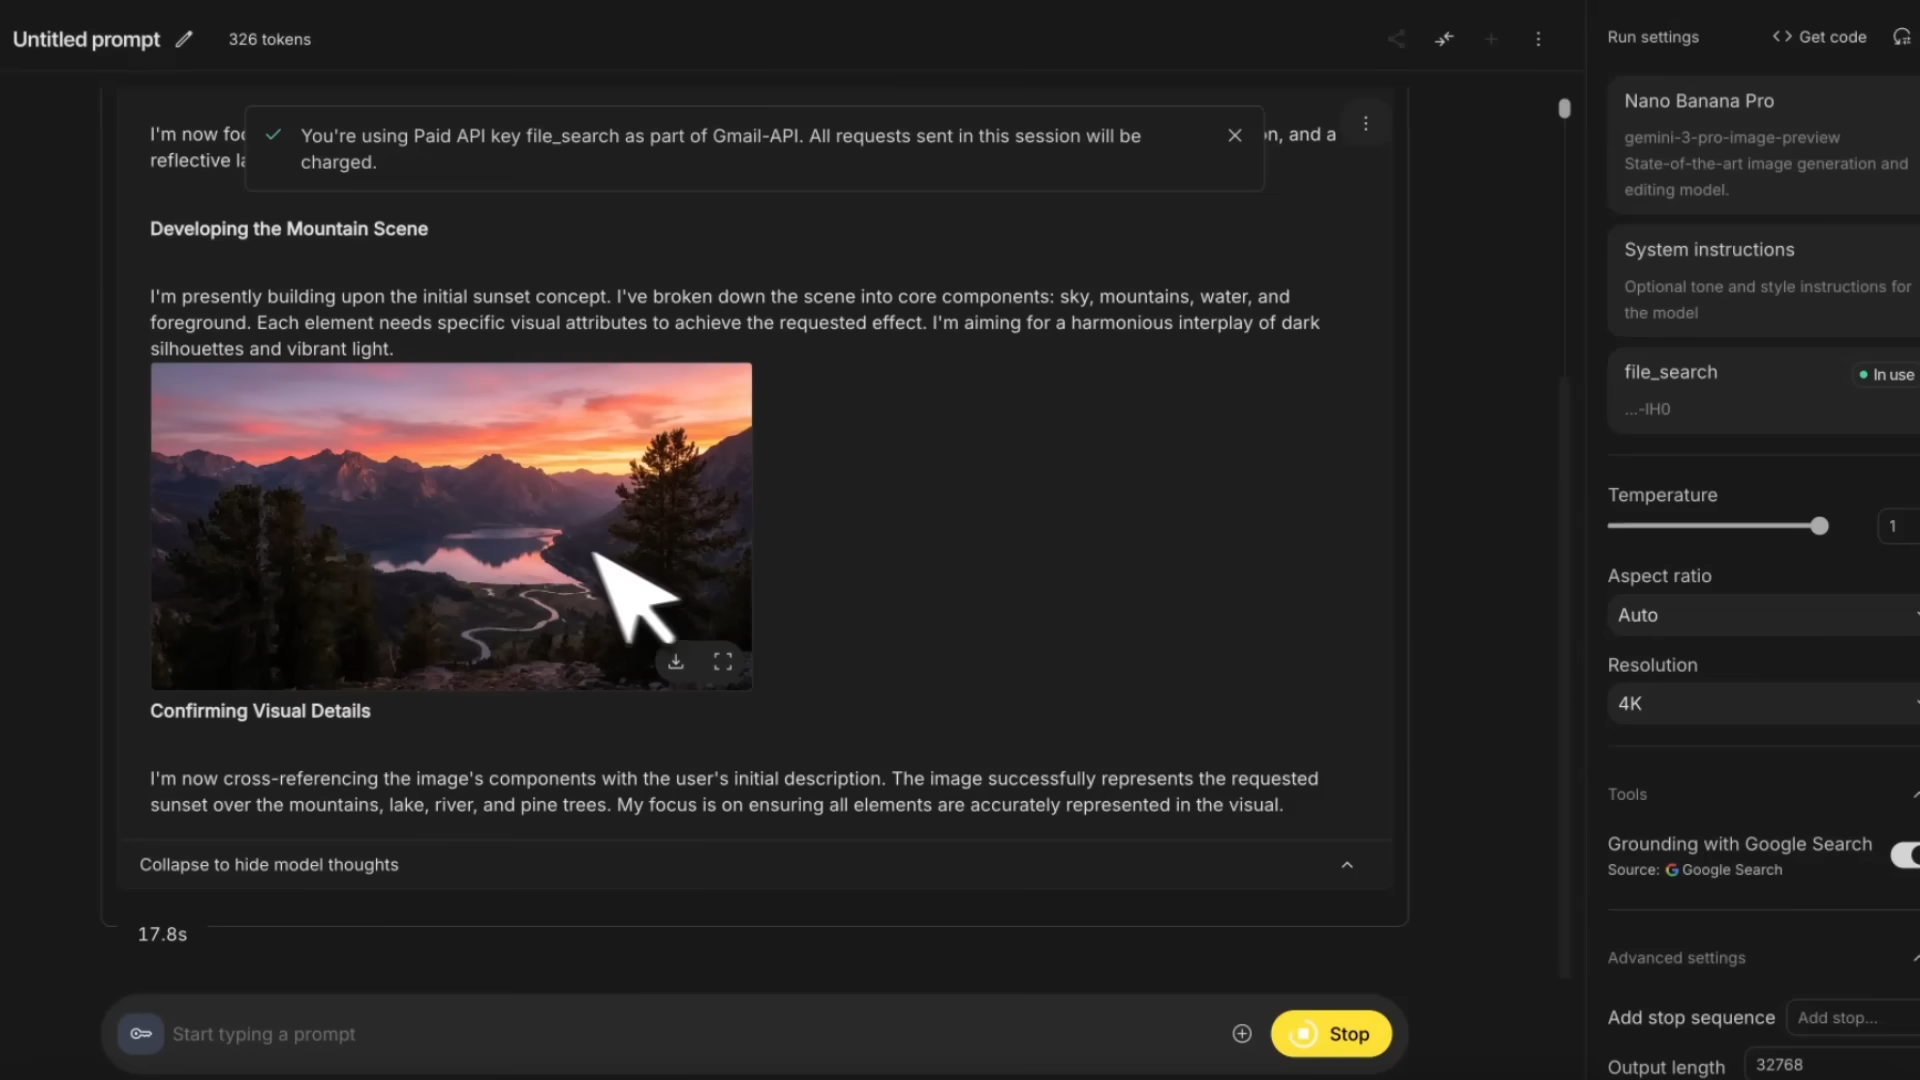 Untitled prompt
326 tokens
I'm now
You're using Paid API key file_search as part of Gmail-API. All requests sent in this session will be
charged.
and a
reflective
Developing the Mountain Scene
I'm presently building upon the initial sunset concept. I've broken down the scene into core components: sky, mountains, water, and
foreground. Each element needs specific visual attributes to achieve the requested effect. I'm aiming for a harmonious interplay of dark
silhouettes and vibrant light.
Confirming Visual Details
I'm now cross-referencing the image's components with the user's initial description. The image successfully represents the requested
sunset over the mountains, lake, river, and pine trees. My focus is on ensuring all elements are accurately represented in the visual.
Collapse to hide model thoughts
17.8s
Start typing a prompt
Stop
Run settings
Get code
Nano Banana Pro
gemini-3-pro-image-preview
State-of-the-art image generation and
editing model.
System instructions
Optional tone and style instructions for
the model
file_search
In use
...-IH0
Temperature
1
Aspect ratio
Auto
Resolution
4K
Tools
Grounding with Google Search
Source: Google Search
Advanced settings
Add stop sequence
Add stop...
Output length
32768